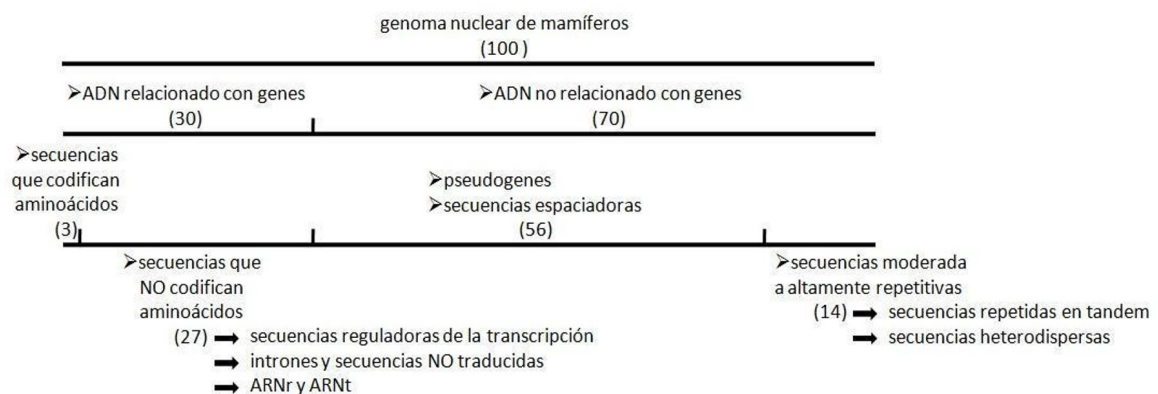 genoma nuclear de mamíferos
(100 )
➤ADN relacionado con genes
(30)
➤ADN no relacionado con genes
(70)
➤secuencias
que codifican
aminoácidos
(3)
➤pseudogenes
➤secuencias espaciadoras
(56)
➤secuencias que
NO codifican
aminoácidos
(27) ➡ secuencias reguladoras de la transcripción
➡ intrones y secuencias NO traducidas
➡ ARNr y ARNt
➤secuencias moderada
a altamente repetitivas
(14) ➡ secuencias repetidas en tandem
➡ secuencias heterodispersas